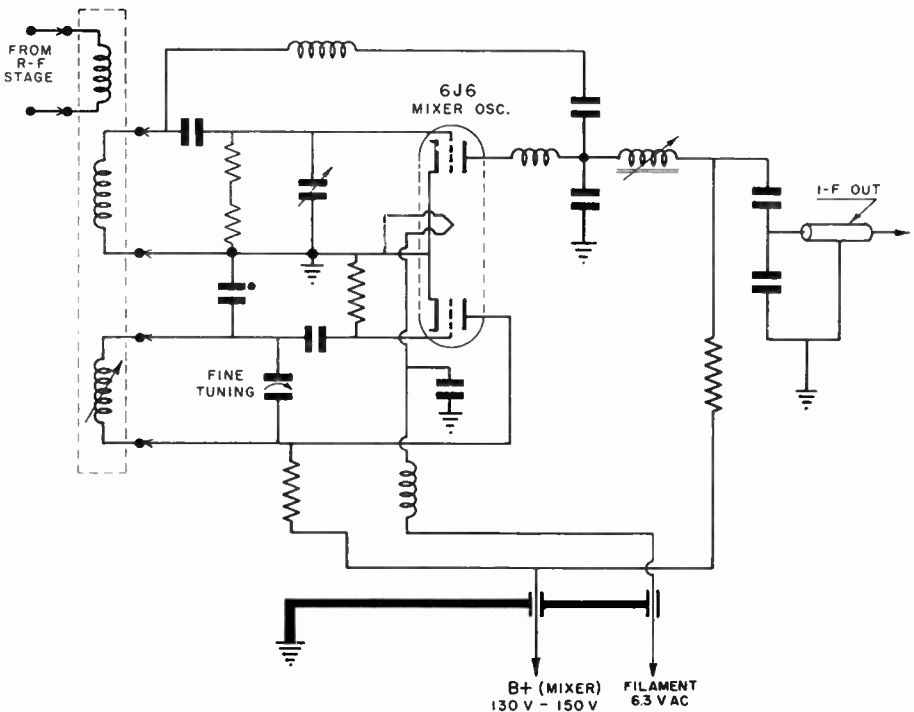 FROM
R-F
STAGE
6J6
MIXER OSC.
I-F OUT
FINE
TUNING
B+ (MIXER)
130 V - 150 V
FILAMENT
6.3 V AC